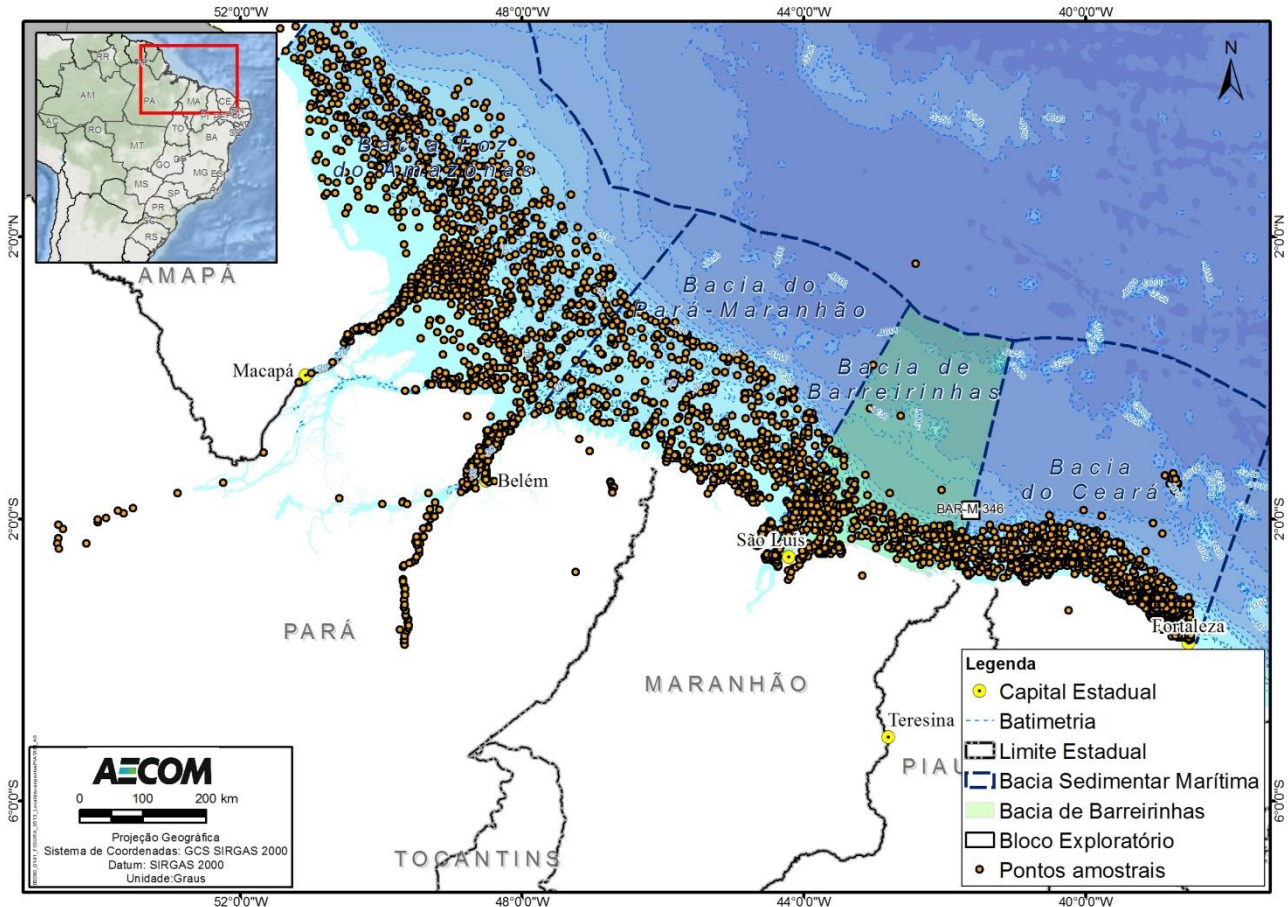 52°0'0"W
48°0'0"W
44°0'0"W
40°0'0"W
N
RR
AM
PA
MA
CE
AC
RO
TO
MT
BA
GO
MG
ES
MS
SP
PR
RS
2°0'0"N
2°0'0"N
Bacia Foz
do Amazonas
AMAPÁ
Bacia do
Pará-Maranhão
Macapá
Bacia de
Barreirinhas
Belém
Bacia
do Ceará
2°0'0"S
2°0'0"S
BAR-M-346
São Luís
PARÁ
Fortaleza
MARANHÃO
Teresina
PIAU
6°0'0"S
6°0'0"S
TOCANTINS
Legenda
Capital Estadual
Batimetria
Limite Estadual
Bacia Sedimentar Marítima
Bacia de Barreirinhas
Bloco Exploratório
Pontos amostrais
AECOM
0 100 200 km
Projeção Geográfica
Sistema de Coordenadas: GCS SIRGAS 2000
Datum: SIRGAS 2000
Unidade:Graus
52°0'0"W
48°0'0"W
44°0'0"W
40°0'0"W